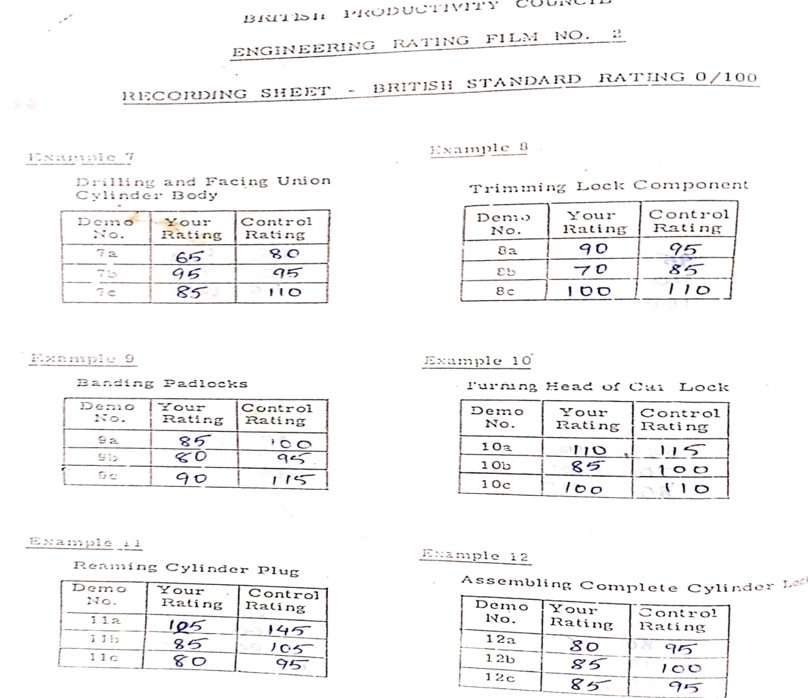 BRITISH PRODUCTIVITY COUNCIL
ENGINEERING RATING FILM NO. 2
RECORDING SHEET - BRITISH STANDARD RATING 0/100
Example 7
Drilling and Facing Union
Cylinder Body
Demo No. Your Rating Control Rating
7a 65 80
7b 95 95
7c 85 110
Example 8
Trimming Lock Component
Demo No. Your Rating Control Rating
8a 90 95
8b 70 85
8c 100 110
Example 9
Banding Padlocks
Demo No. Your Rating Control Rating
9a 85 100
9b 80 95
9c 90 115
Example 10
Turning Head of Cam Lock
Demo No. Your Rating Control Rating
10a 110 115
10b 85 100
10c 100 110
Example 11
Reaming Cylinder Plug
Demo No. Your Rating Control Rating
11a 105 145
11b 85 105
11c 80 95
Example 12
Assembling Complete Cylinder Lock
Demo No. Your Rating Control Rating
12a 80 95
12b 85 100
12c 85 95